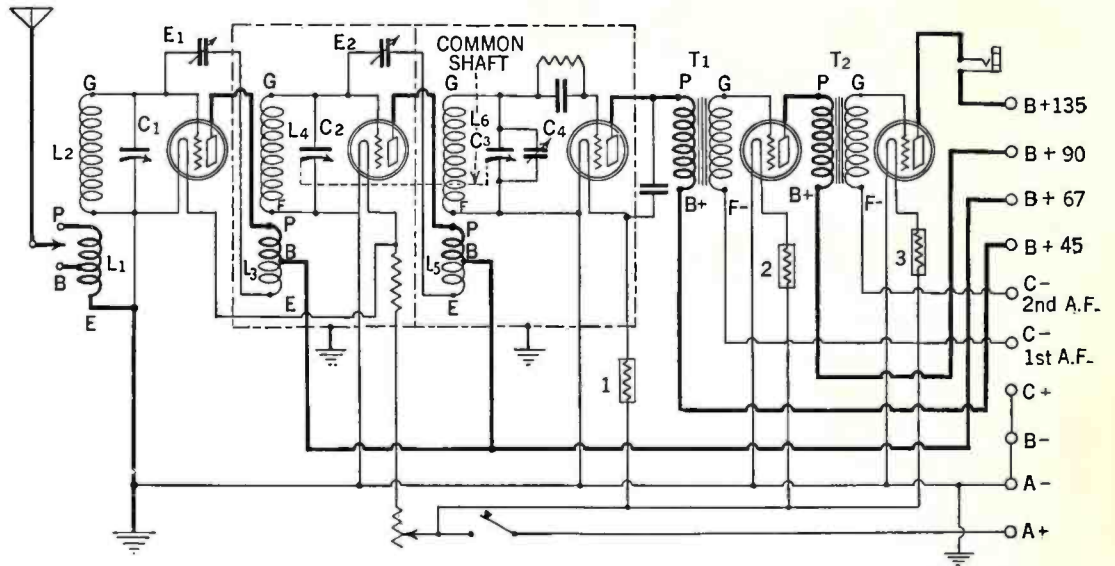 E1
E2
COMMON
SHAFT
T1
T2
G
G
G
P
G
P
G
B+135
C1
L4
C2
L6
C3
C4
L2
B+ 90
F
F
B+
F-
B+
F-
B+ 67
P
P
P
B
B
2
3
B+ 45
L1
L3
L5
B
E
E
E
C-
2nd A.F.
C-
1st A.F.
1
C+
B-
A-
A+